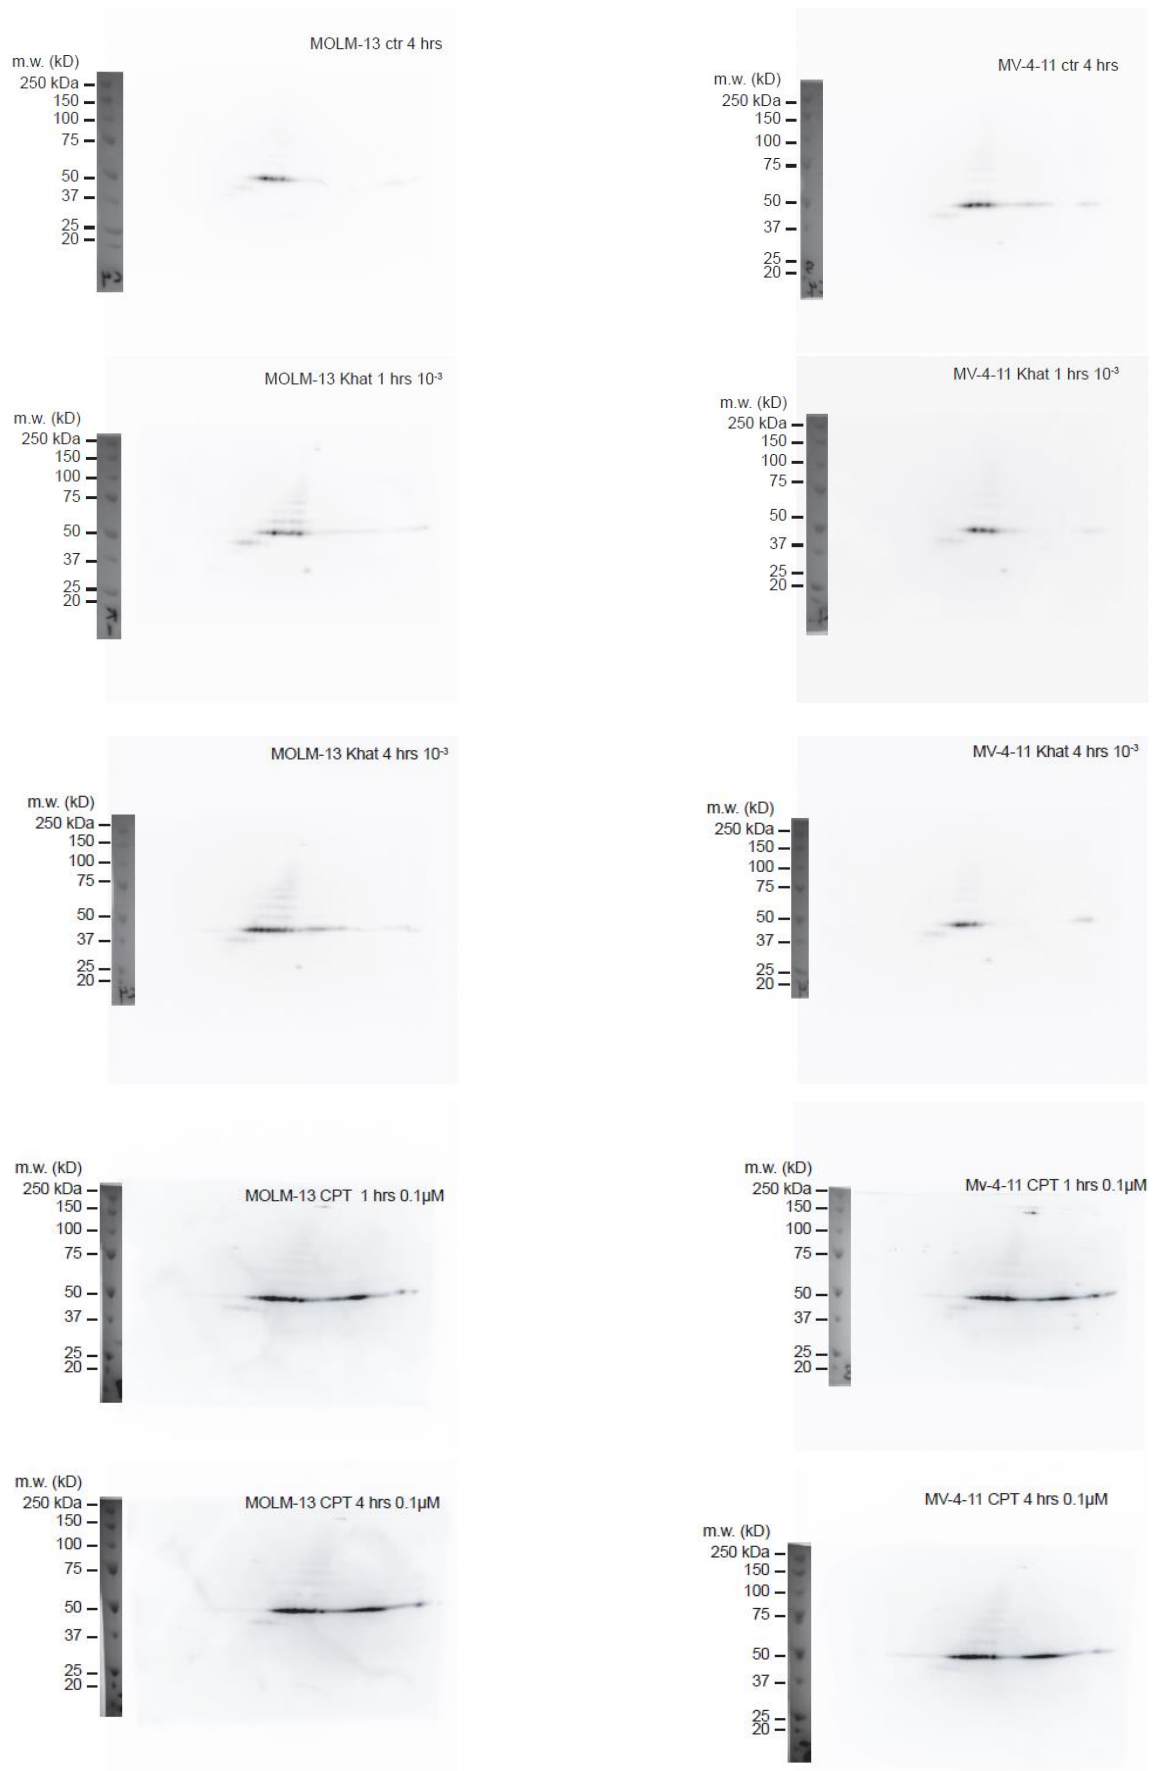 MOLM-13 ctr 4 hrs
m.w. (kD)
250 kDa
150
100
75
50
37
25
20
MV-4-11 ctr 4 hrs
m.w. (kD)
250 kDa
150
100
75
50
37
25
20
MOLM-13 Khat 1 hrs 10⁻³
m.w. (kD)
250 kDa
150
100
75
50
37
25
20
MV-4-11 Khat 1 hrs 10⁻³
m.w. (kD)
250 kDa
150
100
75
50
37
25
20
MOLM-13 Khat 4 hrs 10⁻³
m.w. (kD)
250 kDa
150
100
75
50
37
25
20
MV-4-11 Khat 4 hrs 10⁻³
m.w. (kD)
250 kDa
150
100
75
50
37
25
20
m.w. (kD)
250 kDa
MOLM-13 CPT 1 hrs 0.1µM
150
100
75
50
37
25
20
m.w. (kD)
Mv-4-11 CPT 1 hrs 0.1µM
250 kDa
150
100
75
50
37
25
20
m.w. (kD)
250 kDa
MOLM-13 CPT 4 hrs 0.1µM
150
100
75
50
37
25
20
MV-4-11 CPT 4 hrs 0.1µM
m.w. (kD)
250 kDa
150
100
75
50
37
25
20